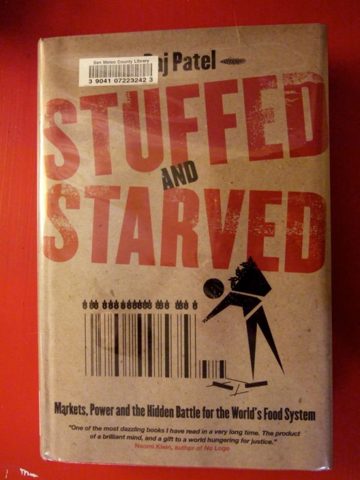 San Mateo County Library
3 9041 07223242 3
Raj Patel
STUFFED
AND
STARVED
Markets, Power and the Hidden Battle for the World's Food System
"One of the most dazzling books I have read in a very long time. The product
of a brilliant mind, and a gift to a world hungering for justice."
Naomi Klein, author of No Logo